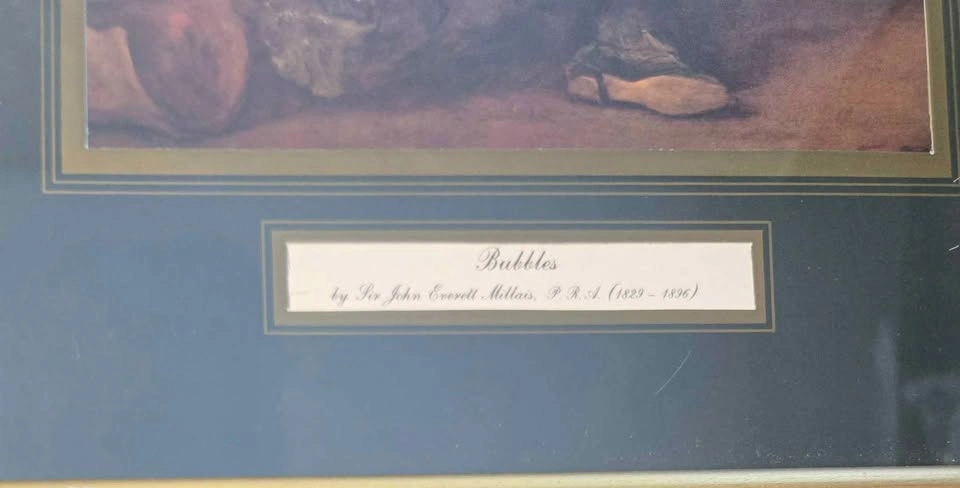 Bubbles
by Sir John Everett Millais, P. R. A. (1829 – 1896)